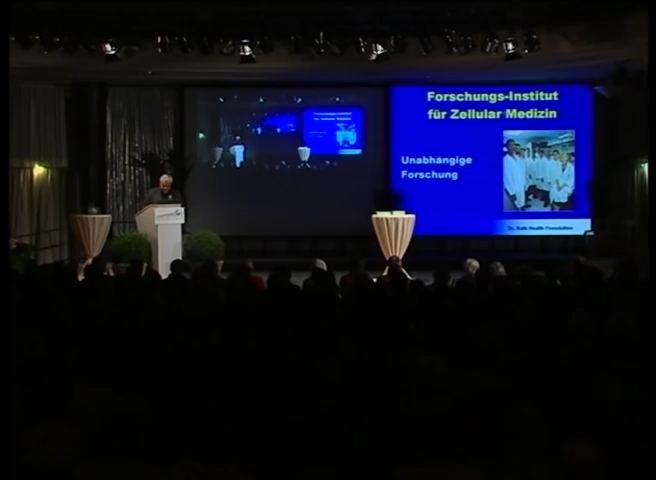 Forschungs-Institut
für Zellular Medizin
Unabhängige
Forschung
Dr. Rath Health Foundation